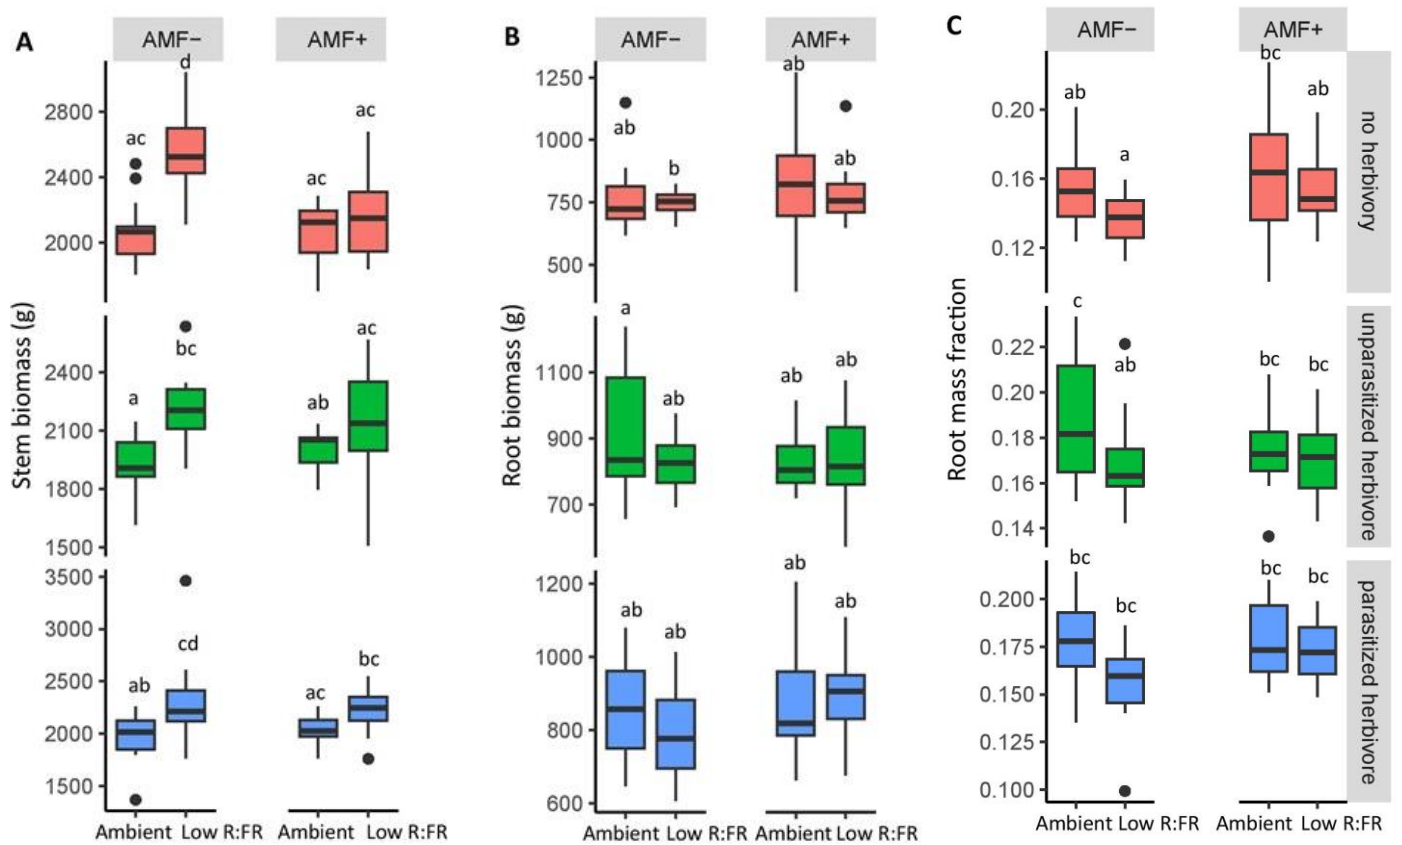 A
AMF−
AMF+
B
AMF−
AMF+
C
AMF−
AMF+
Stem biomass (g)
2800
2400
2000
ac
d
ac
ac
2400
2100
1800
1500
a
bc
ab
ac
3500
3000
2500
2000
1500
ab
cd
ac
bc
Ambient Low R:FR
Ambient Low R:FR
Root biomass (g)
1250
1000
750
500
ab
b
ab
ab
1100
900
700
a
ab
ab
ab
1200
1000
800
600
ab
ab
ab
ab
Ambient Low R:FR
Ambient Low R:FR
Root mass fraction
0.20
0.16
0.12
ab
a
bc
ab
no herbivory
0.22
0.20
0.18
0.16
0.14
c
ab
bc
bc
unparasitized herbivore
0.200
0.175
0.150
0.125
0.100
bc
bc
bc
bc
parasitized herbivore
Ambient Low R:FR
Ambient Low R:FR